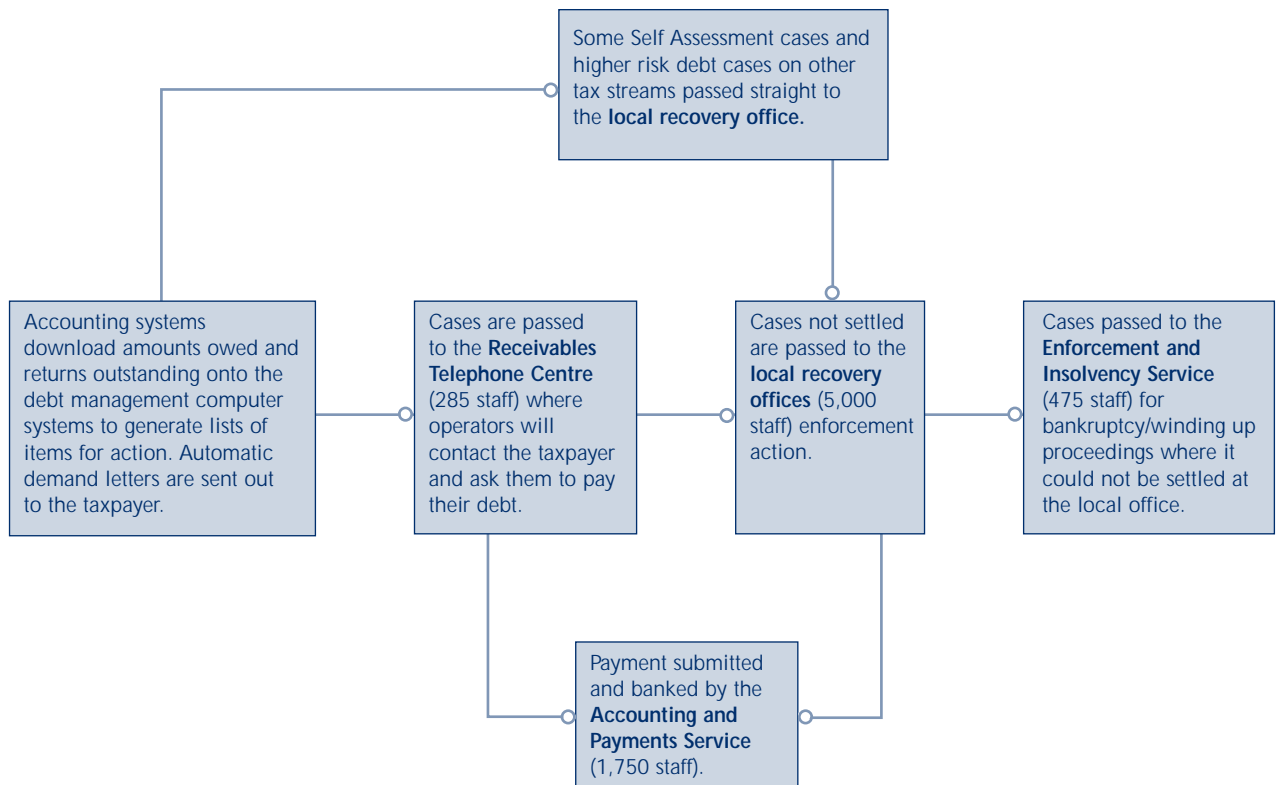 Some Self Assessment cases and
higher risk debt cases on other
tax streams passed straight to
the local recovery office.
Accounting systems
download amounts owed and
returns outstanding onto the
debt management computer
systems to generate lists of
items for action. Automatic
demand letters are sent out
to the taxpayer.
Cases are passed
to the Receivables
Telephone Centre
(285 staff) where
operators will
contact the taxpayer
and ask them to pay
their debt.
Cases not settled
are passed to the
local recovery
offices (5,000
staff) enforcement
action.
Cases passed to the
Enforcement and
Insolvency Service
(475 staff) for
bankruptcy/winding up
proceedings where it
could not be settled at
the local office.
Payment submitted
and banked by the
Accounting and
Payments Service
(1,750 staff).